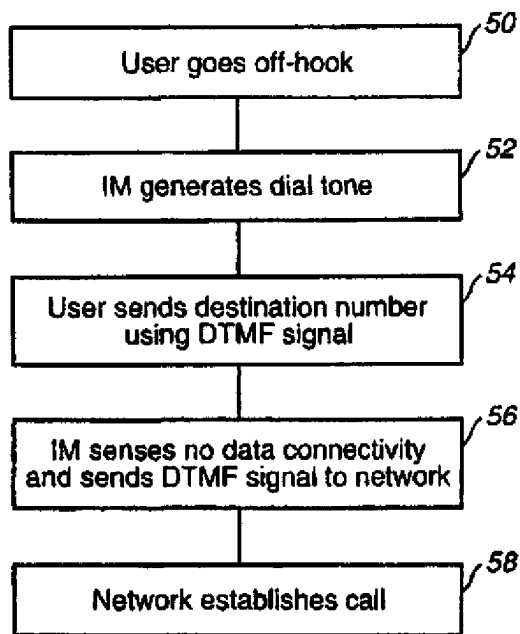 50
User goes off-hook
52
IM generates dial tone
54
User sends destination number
using DTMF signal
56
IM senses no data connectivity
and sends DTMF signal to network
58
Network establishes call